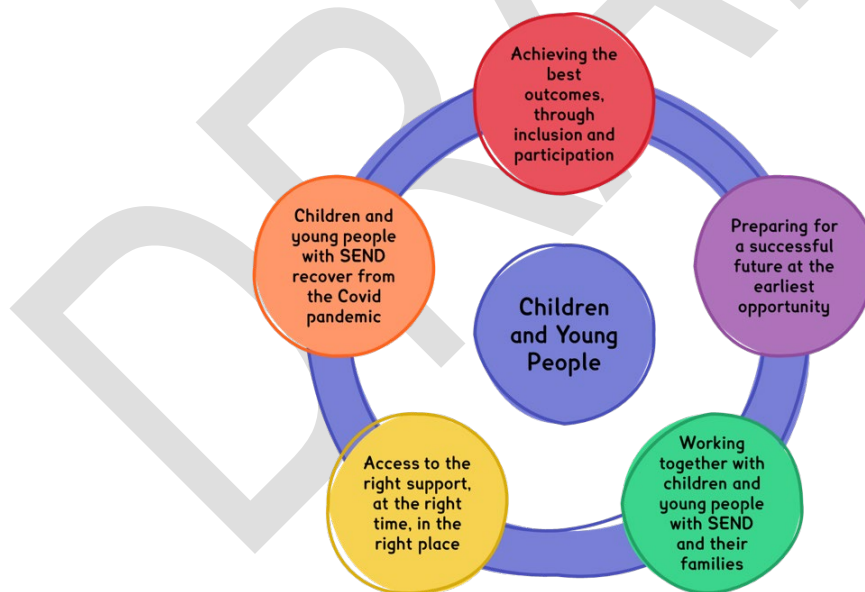 Achieving the
best
outcomes,
through
inclusion and
participation
Preparing for
a successful
future at the
earliest
opportunity
Working
together with
children and
young people
with SEND
and their
families
Access to the
right support,
at the right
time, in the
right place
Children and
young people
with SEND
recover from
the Covid
pandemic
Children
and Young
People